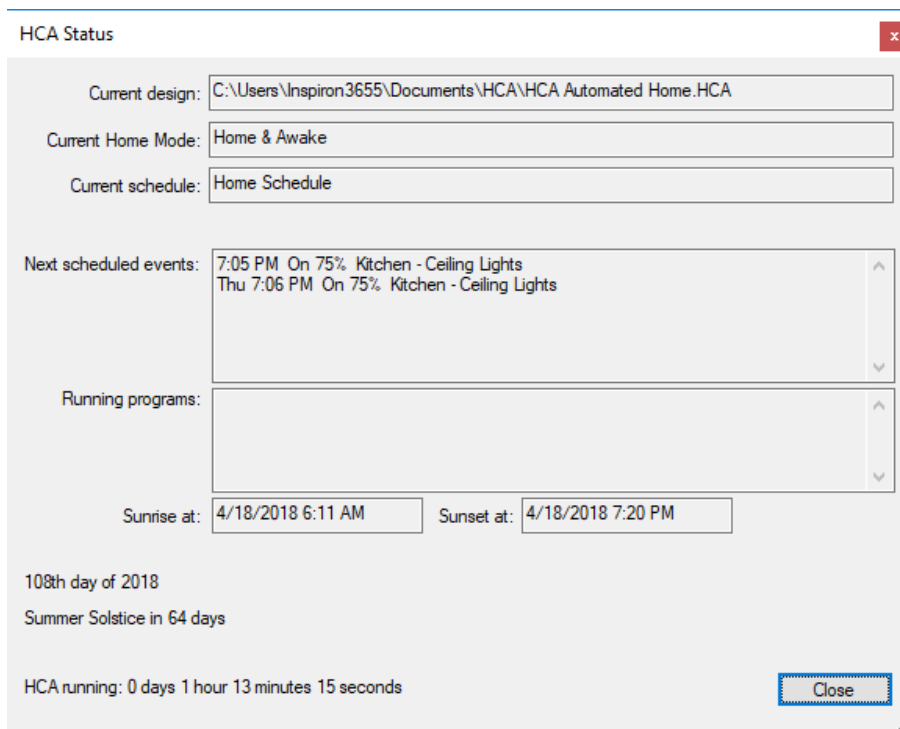 HCA Status
x
Current design: C:\Users\Inspiron3655\Documents\HCA\HCA Automated Home.HCA
Current Home Mode: Home & Awake
Current schedule: Home Schedule
Next scheduled events: 7:05 PM On 75% Kitchen - Ceiling Lights
Thu 7:06 PM On 75% Kitchen - Ceiling Lights
Running programs:
Sunrise at: 4/18/2018 6:11 AM Sunset at: 4/18/2018 7:20 PM
108th day of 2018
Summer Solstice in 64 days
HCA running: 0 days 1 hour 13 minutes 15 seconds Close